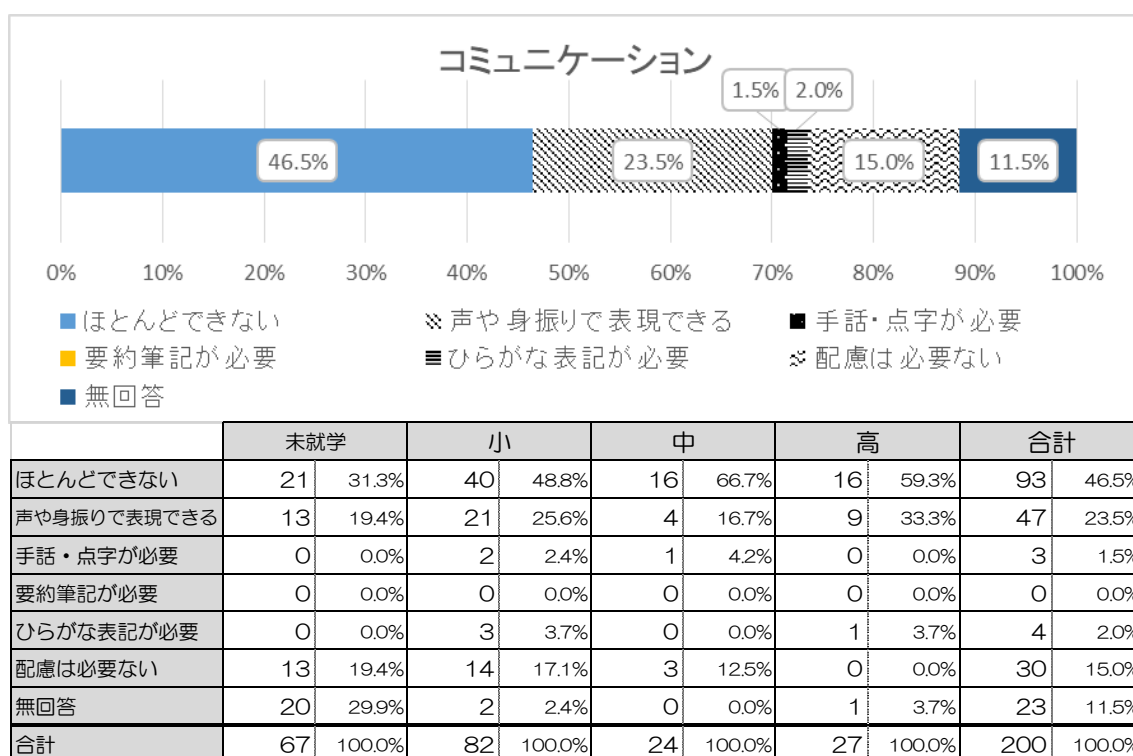 コミュニケーション
1.5% 2.0%
46.5% 23.5% 15.0% 11.5%
0% 10% 20% 30% 40% 50% 60% 70% 80% 90% 100%
ほとんどできない 声や身振りで表現できる 手話・点字が必要
要約筆記が必要 ひらがな表記が必要 配慮は必要ない
無回答
未就学 小 中 高 合計
ほとんどできない 21 31.3% 40 48.8% 16 66.7% 16 59.3% 93 46.5%
声や身振りで表現できる 13 19.4% 21 25.6% 4 16.7% 9 33.3% 47 23.5%
手話・点字が必要 0 0.0% 2 2.4% 1 4.2% 0 0.0% 3 1.5%
要約筆記が必要 0 0.0% 0 0.0% 0 0.0% 0 0.0% 0 0.0%
ひらがな表記が必要 0 0.0% 3 3.7% 0 0.0% 1 3.7% 4 2.0%
配慮は必要ない 13 19.4% 14 17.1% 3 12.5% 0 0.0% 30 15.0%
無回答 20 29.9% 2 2.4% 0 0.0% 1 3.7% 23 11.5%
合計 67 100.0% 82 100.0% 24 100.0% 27 100.0% 200 100.0%